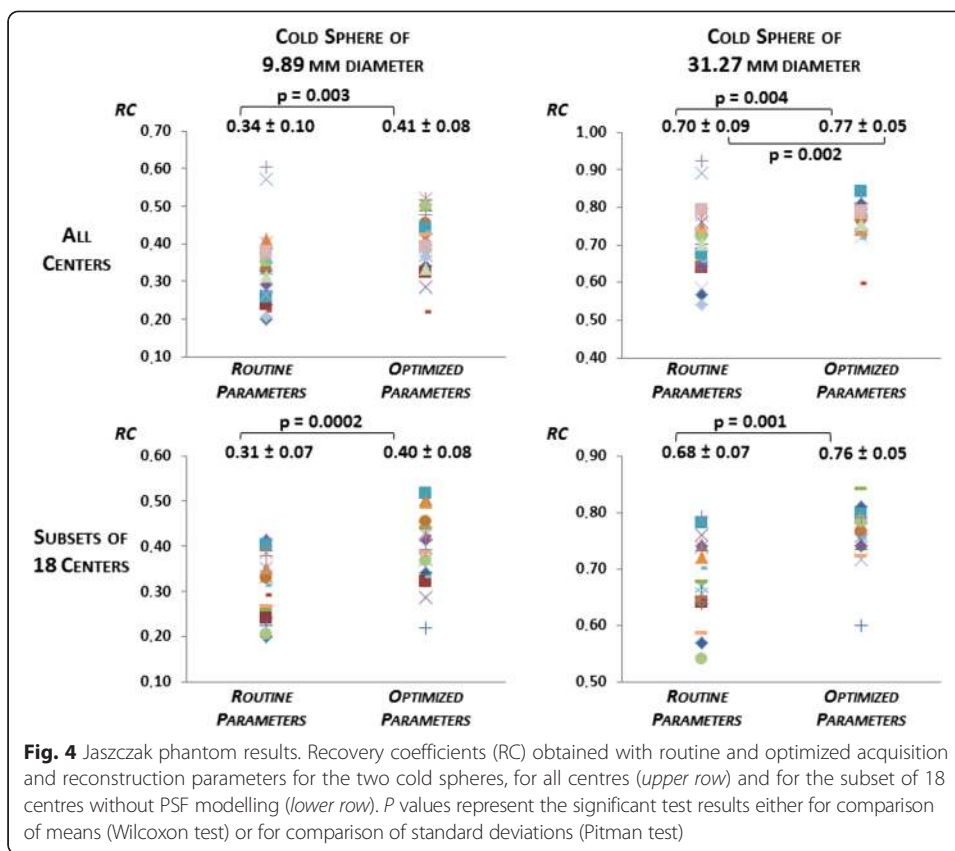 COLD SPHERE OF
9.89 MM DIAMETER
COLD SPHERE OF
31.27 MM DIAMETER
p = 0.003
RC
0.34 ± 0.10 0.41 ± 0.08
p = 0.004
RC
0.70 ± 0.09 0.77 ± 0.05
p = 0.002
ALL
CENTERS
0,70
0,60
0,50
0,40
0,30
0,20
0,10
ROUTINE
PARAMETERS
OPTIMIZED
PARAMETERS
1,00
0,90
0,80
0,70
0,60
0,50
0,40
ROUTINE
PARAMETERS
OPTIMIZED
PARAMETERS
p = 0.0002
RC
0.31 ± 0.07 0.40 ± 0.08
p = 0.001
RC
0.68 ± 0.07 0.76 ± 0.05
SUBSETS OF
18 CENTERS
0,60
0,50
0,40
0,30
0,20
0,10
ROUTINE
PARAMETERS
OPTIMIZED
PARAMETERS
0,90
0,80
0,70
0,60
0,50
ROUTINE
PARAMETERS
OPTIMIZED
PARAMETERS
Fig. 4 Jaszczak phantom results. Recovery coefficients (RC) obtained with routine and optimized acquisition
and reconstruction parameters for the two cold spheres, for all centres (upper row) and for the subset of 18
centres without PSF modelling (lower row). P values represent the significant test results either for comparison
of means (Wilcoxon test) or for comparison of standard deviations (Pitman test)